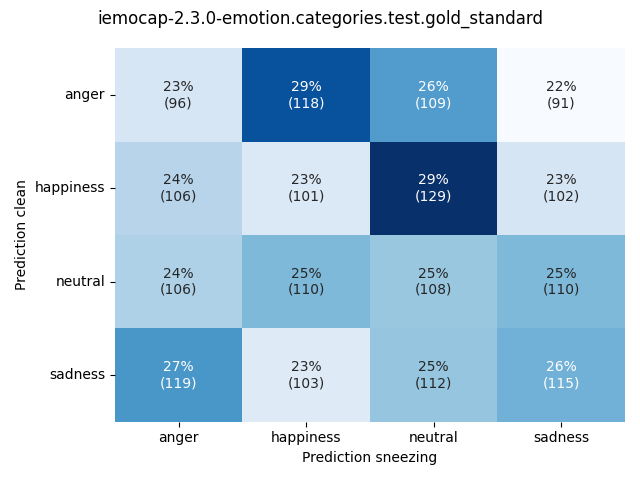 iemocap-2.3.0-emotion.categories.test.gold_standard
Prediction clean
anger
23% 29% 26% 22%
(96) (118) (109) (91)
happiness
24% 23% 29% 23%
(106) (101) (129) (102)
neutral
24% 25% 25% 25%
(106) (110) (108) (110)
sadness
27% 23% 25% 26%
(119) (103) (112) (115)
anger happiness neutral sadness
Prediction sneezing